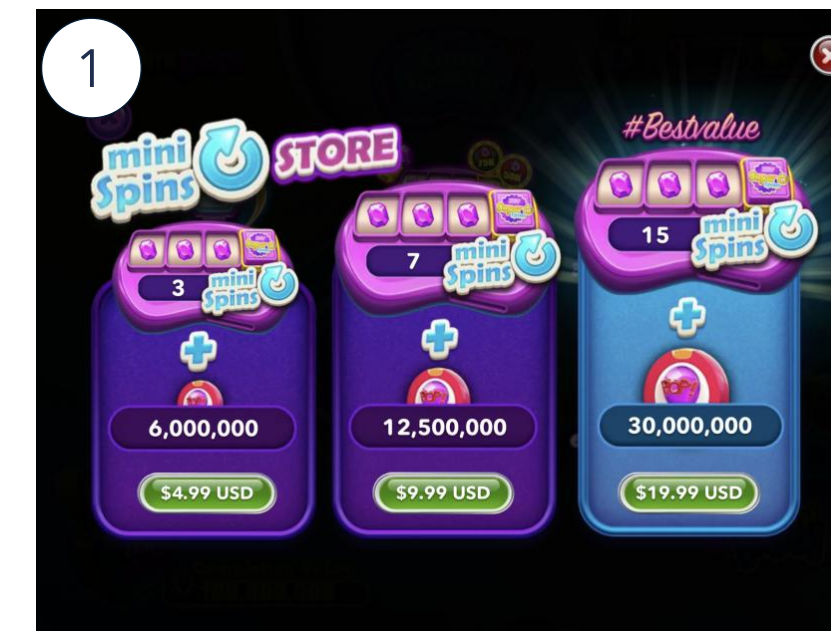 1
mini
Spins
STORE
#Bestvalue
3
mini
Spins
6,000,000
$4.99 USD
7
mini
Spins
12,500,000
$9.99 USD
15
mini
Spins
POP!
30,000,000
$19.99 USD